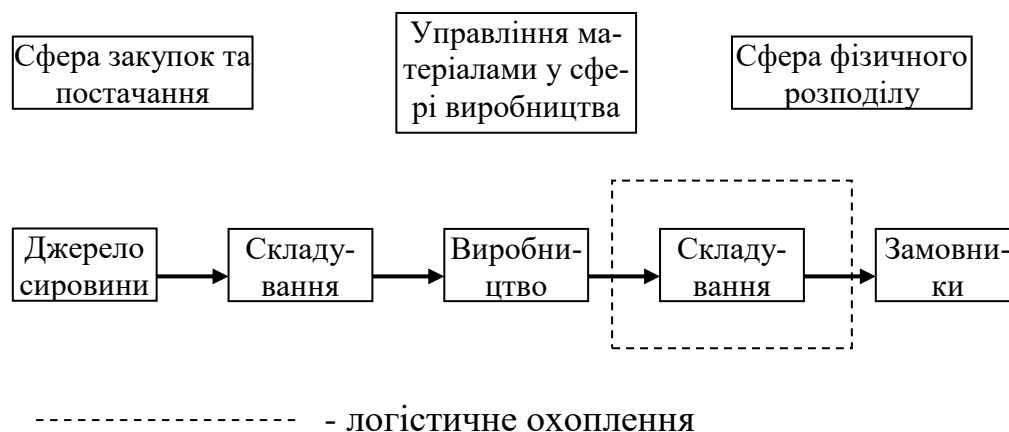 Сфера закупок та
постачання
Управління ма-
теріалами у сфе-
рі виробництва
Сфера фізичного
розподілу
Джерело
сировини
Складу-
вання
Виробни-
цтво
Складу-
вання
Замовни-
ки
- логістичне охоплення